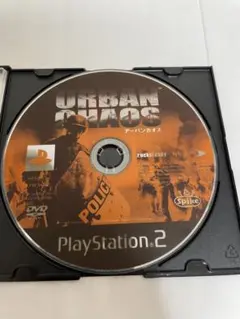 URBAN
CHAOS
アーバンカオス
POLICE
DVD
Spike
PlayStation 2